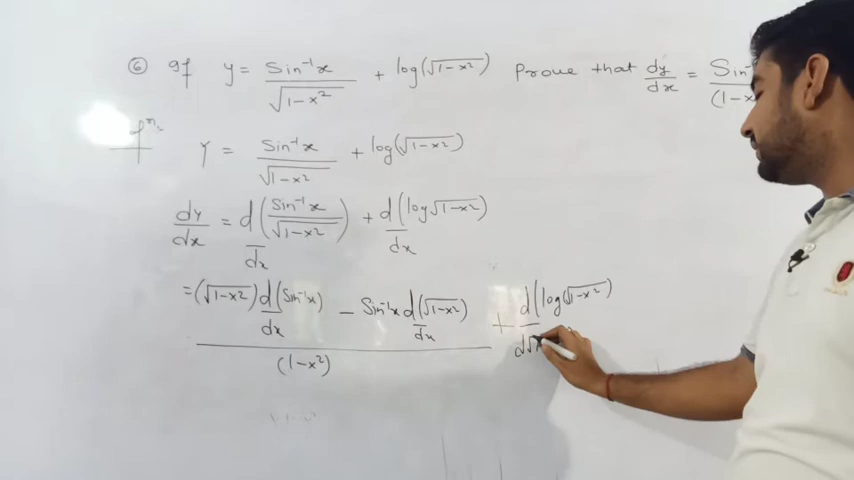 ⑥ If y = Sin⁻¹x / √(1-x²) + log(√(1-x²)) Prove that dy/dx = Sin / (1-x
Y = Sin⁻¹x / √(1-x²) + log(√(1-x²))
dy/dx = d/dx (Sin⁻¹x / √(1-x²)) + d/dx (log √(1-x²))
= (√(1-x²)) d/dx (Sin⁻¹x) - Sin⁻¹x d/dx (√(1-x²)) / (1-x²) + d (log(√(1-x²))